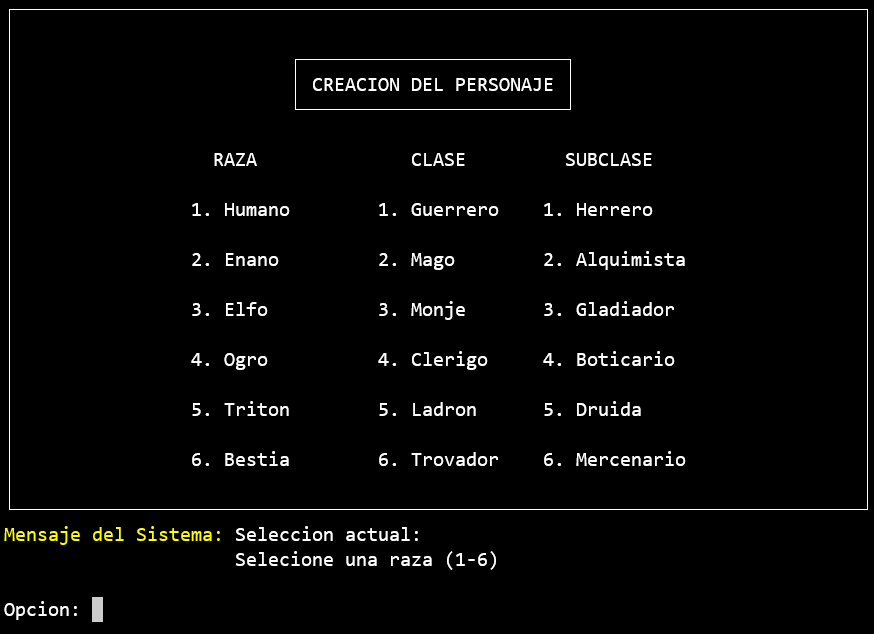 CREACION DEL PERSONAJE
RAZA CLASE SUBCLASE
1. Humano 1. Guerrero 1. Herrero
2. Enano 2. Mago 2. Alquimista
3. Elfo 3. Monje 3. Gladiador
4. Ogro 4. Clerigo 4. Boticario
5. Triton 5. Ladron 5. Druida
6. Bestia 6. Trovador 6. Mercenario
Mensaje del Sistema: Seleccion actual:
Selecione una raza (1-6)
Opcion: